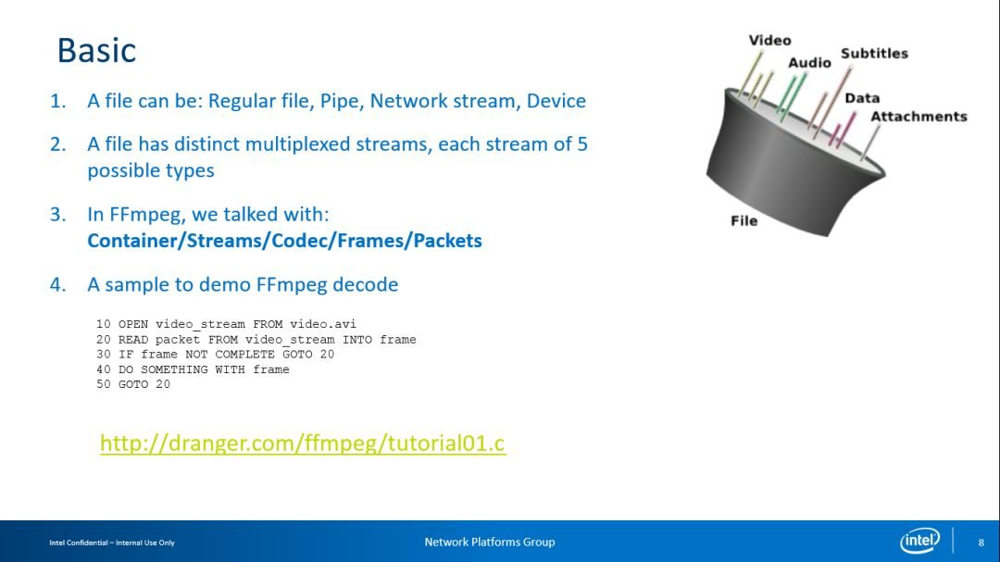 Basic
1. A file can be: Regular file, Pipe, Network stream, Device
2. A file has distinct multiplexed streams, each stream of 5
possible types
3. In FFmpeg, we talked with:
Container/Streams/Codec/Frames/Packets
4. A sample to demo FFmpeg decode
10 OPEN video_stream FROM video.avi
20 READ packet FROM video_stream INTO frame
30 IF frame NOT COMPLETE GOTO 20
40 DO SOMETHING WITH frame
50 GOTO 20
http://dranger.com/ffmpeg/tutorial01.c
Video
Audio
Subtitles
Data
Attachments
File
Intel Confidential – Internal Use Only
Network Platforms Group
intel
8